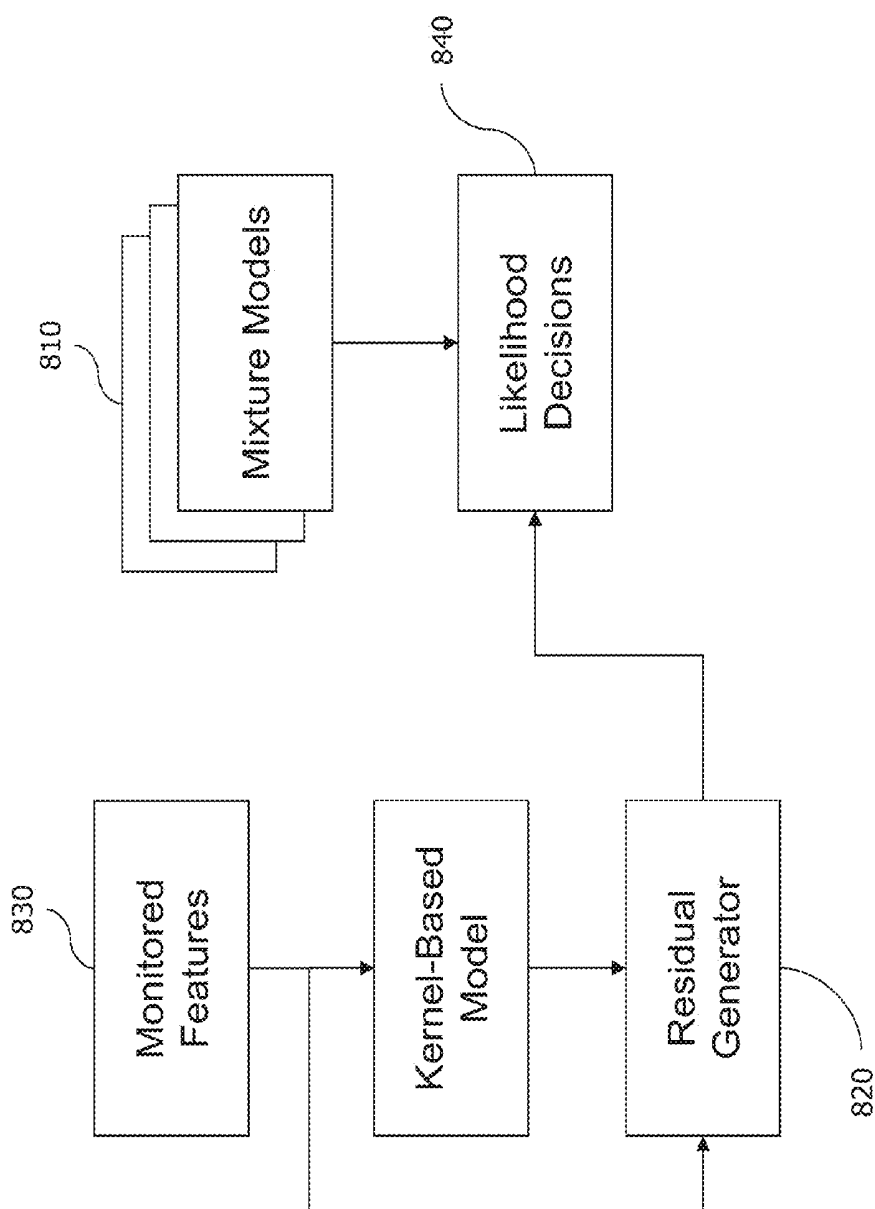 830
Monitored
Features
Kernel-Based
Model
Residual
Generator
820
810
Mixture Models
840
Likelihood
Decisions